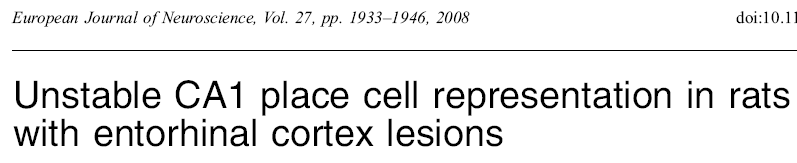 European Journal of Neuroscience, Vol. 27, pp. 1933–1946, 2008 doi:10.11
Unstable CA1 place cell representation in rats
with entorhinal cortex lesions